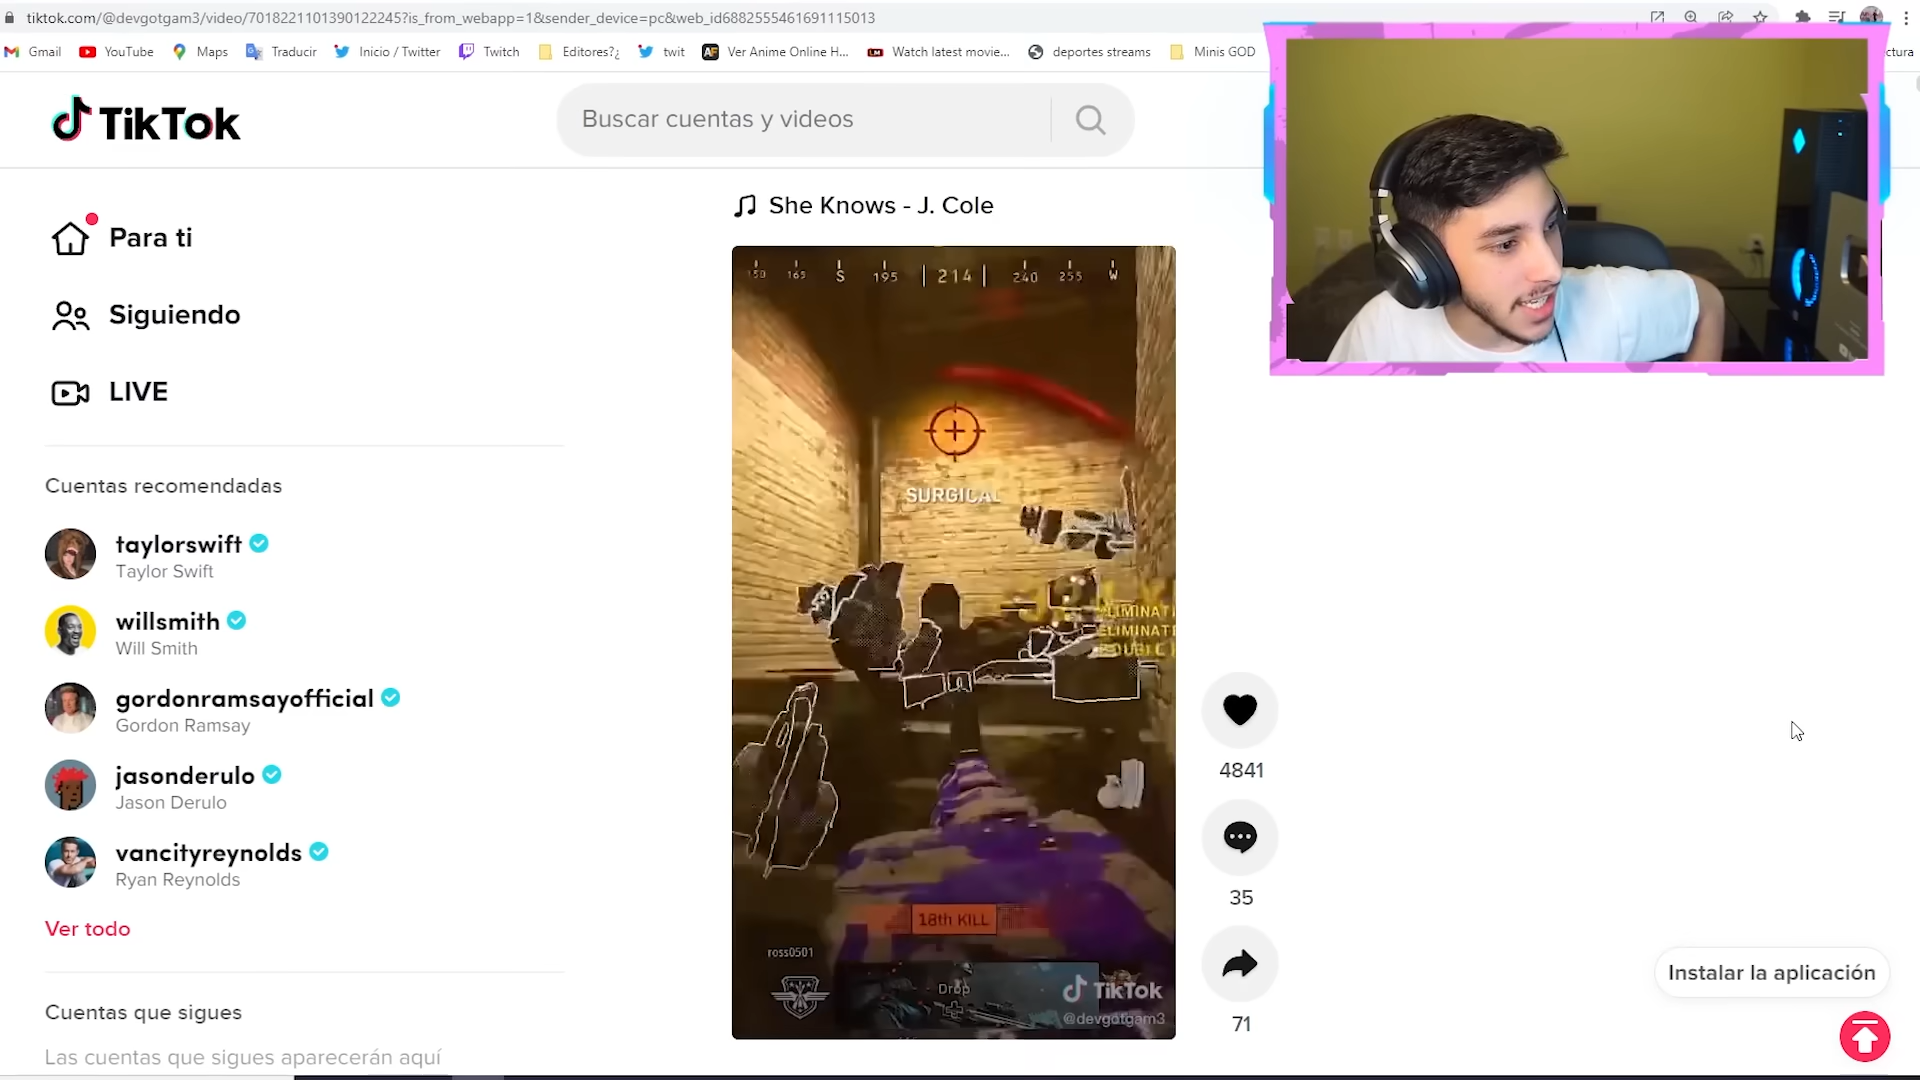 tiktok.com/@devgotgam3/video/7018221101390122245?is_from_webapp=1&sender_device=pc&web_id6882555461691115013
Gmail YouTube Maps Traducir Inicio / Twitter Twitch Editores?¿ twit Ver Anime Online H... Watch latest movie... deportes streams Minis GOD ctura
TikTok
Buscar cuentas y videos
She Knows - J. Cole
Para ti
Siguiendo
LIVE
Cuentas recomendadas
taylorswift
Taylor Swift
willsmith
Will Smith
gordonramsayofficial
Gordon Ramsay
jasonderulo
Jason Derulo
vancityreynolds
Ryan Reynolds
Ver todo
Cuentas que sigues
Las cuentas que sigues aparecerán aquí
150 165 S 195 214 240 255 W
SURGICAL
ELIMINATI
ELIMINATI
DOUBLE
18th KILL
ross0501
Drop
TikTok
@devgotgam3
4841
35
71
Instalar la aplicación